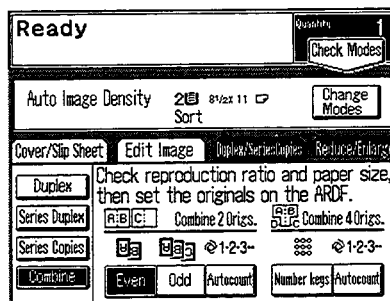 Ready
Quantity 1
Check Modes
Auto Image Density 2 8½x 11
Sort
Change Modes
Cover/Slip Sheet Edit Image Duplex/SeriesCopies Reduce/Enlarge
Check reproduction ratio and paper size,
then set the originals on the ARDF.
Duplex
Series Duplex
Series Copies
Combine
A B C Combine 2 Origs.
A B C Combine 4 Origs.
1-2-3- 1-2-3-
Even Odd Autocount Number keys Autocount